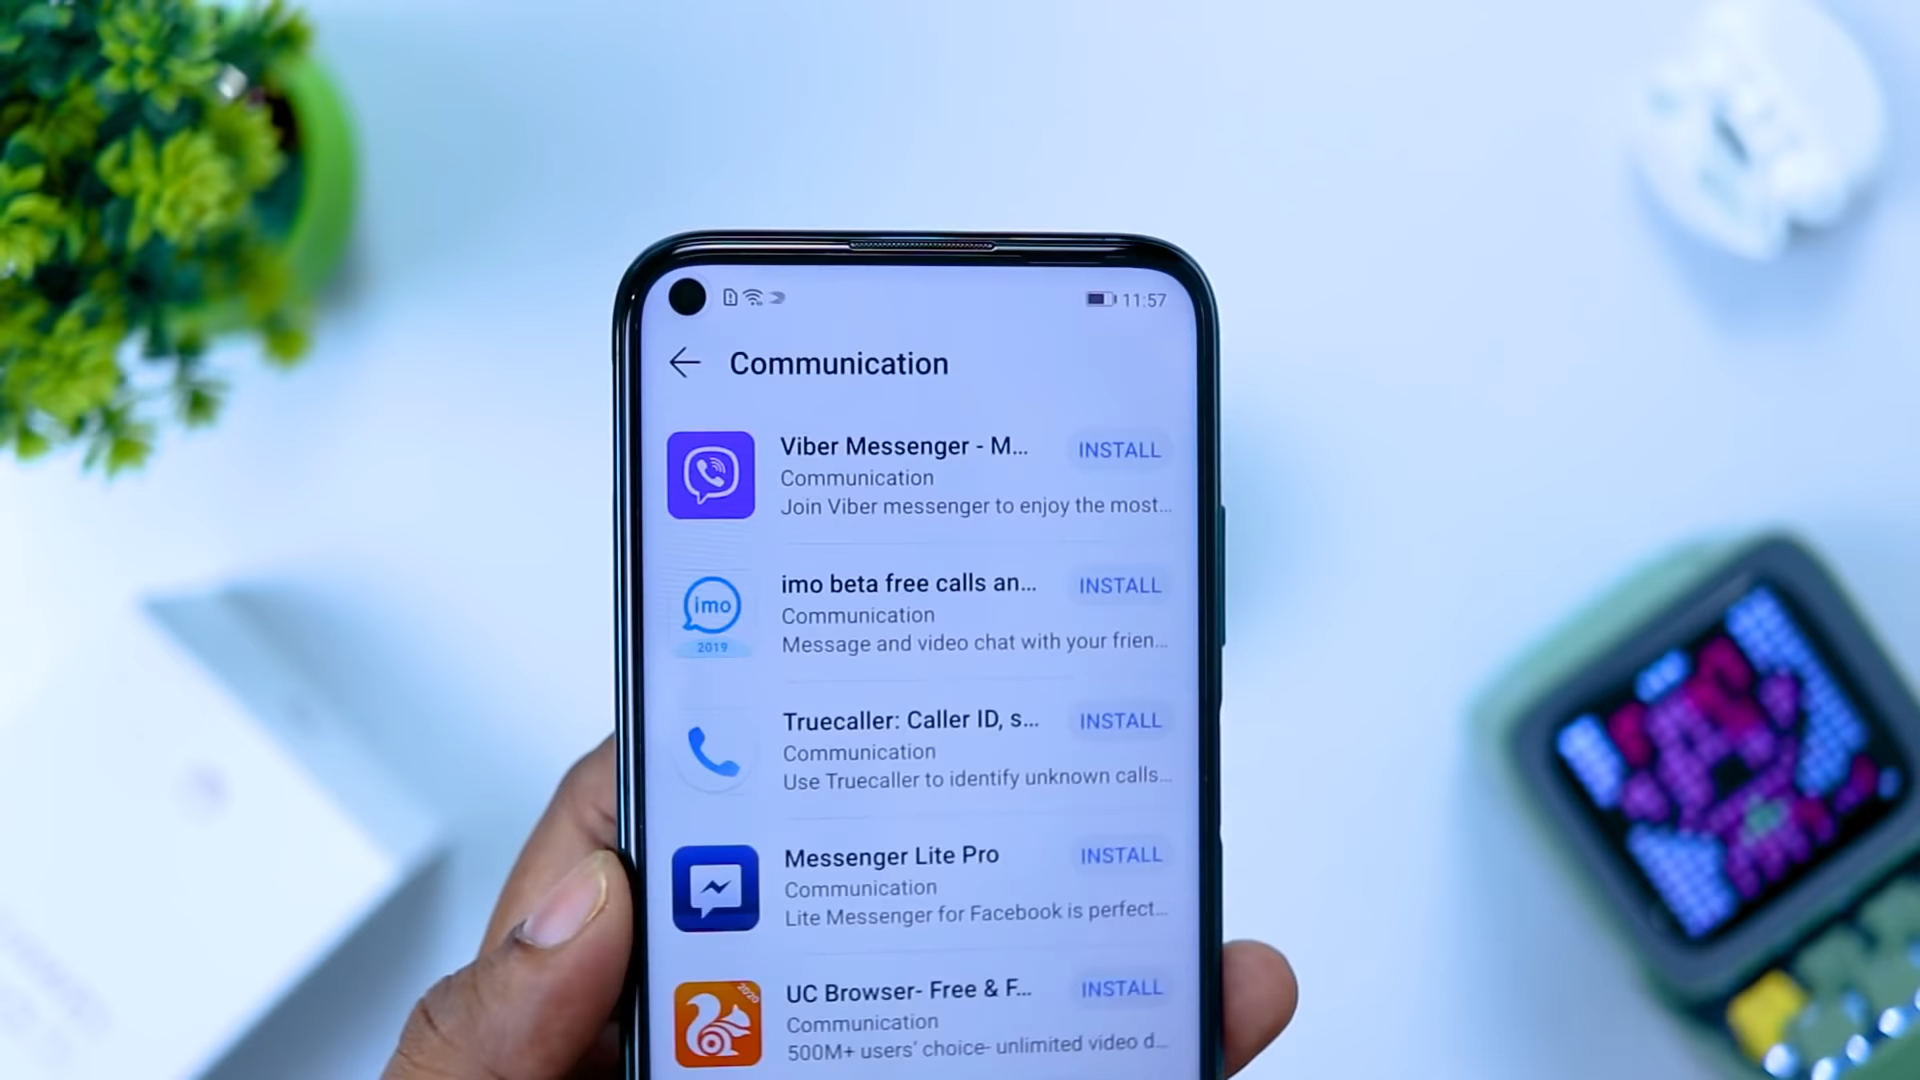 11:57
Communication
Viber Messenger - M...
INSTALL
Communication
Join Viber messenger to enjoy the most...
imo
2019
imo beta free calls an...
INSTALL
Communication
Message and video chat with your frien...
Truecaller: Caller ID, s...
INSTALL
Communication
Use Truecaller to identify unknown calls...
Messenger Lite Pro
INSTALL
Communication
Lite Messenger for Facebook is perfect...
2020
UC Browser- Free & F...
INSTALL
Communication
500M+ users' choice- unlimited video d...